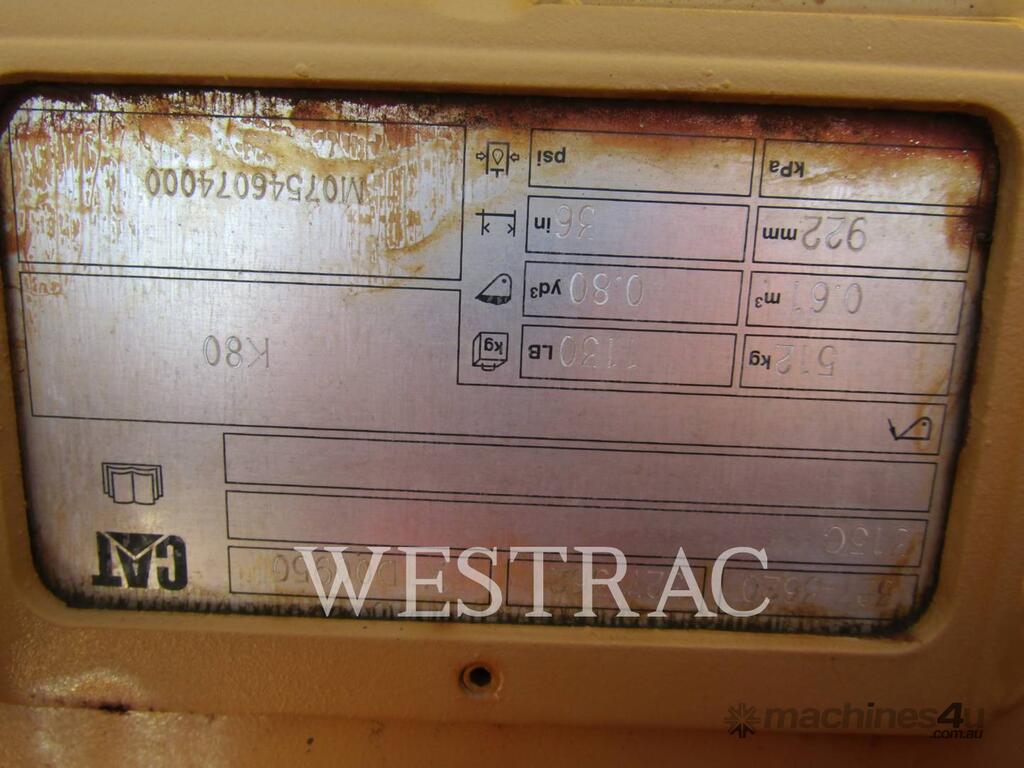 CAT
512 kg
1130 LB
K80
0.61 m³
0.80 yd³
922 mm
36 in
kPa
psi
M07546074000
WESTRAC
machines4u
.com.au